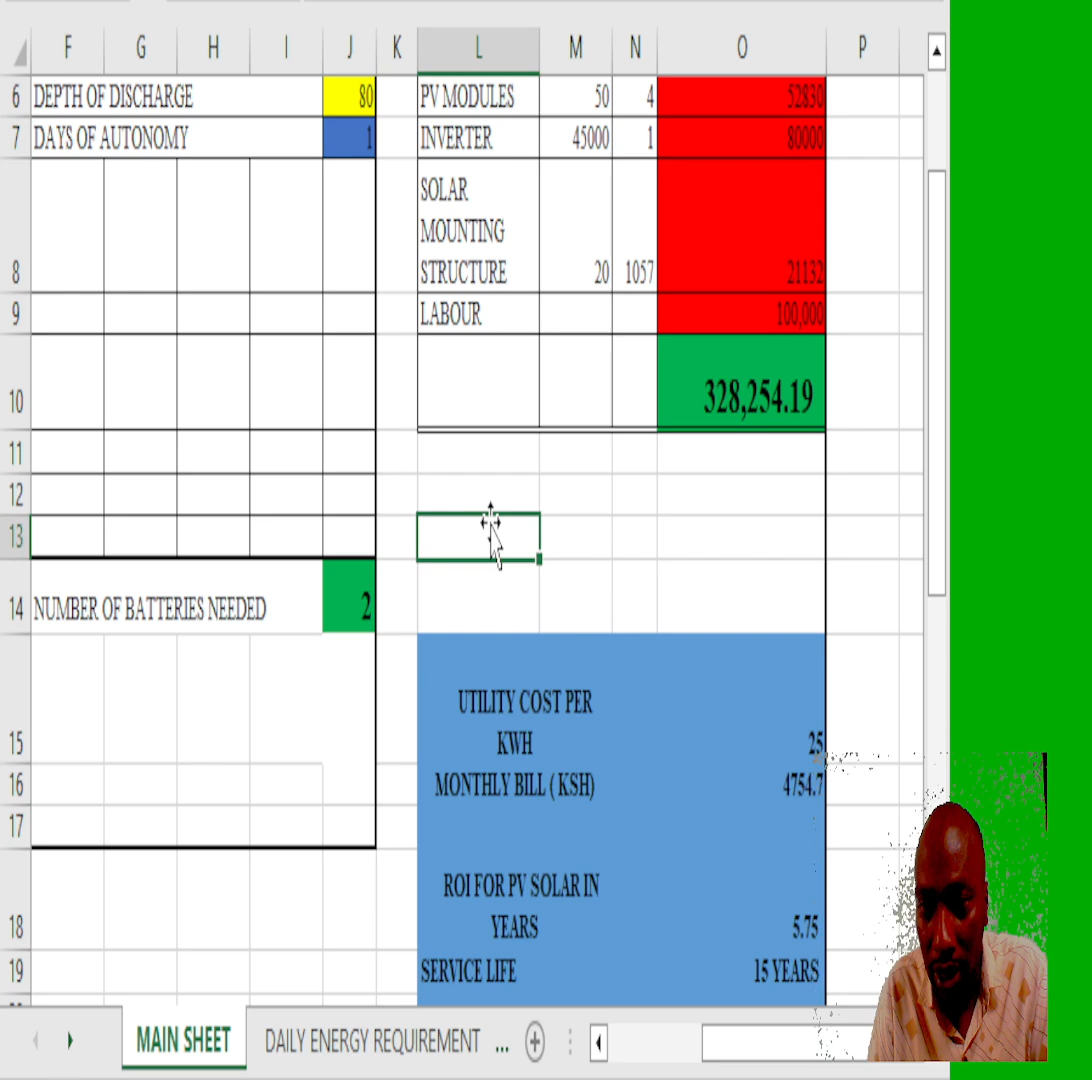 F G H I J K L M N O P
6 DEPTH OF DISCHARGE 80 PV MODULES 50 4 52830
7 DAYS OF AUTONOMY 1 INVERTER 45000 1 80000
SOLAR
MOUNTING
8 STRUCTURE 20 1057 21132
9 LABOUR 100,000
10 328,254.19
11
12
13
14 NUMBER OF BATTERIES NEEDED 2
UTILITY COST PER
15 KWH 25
16 MONTHLY BILL ( KSH) 4754.7
17
ROI FOR PV SOLAR IN
18 YEARS 5.75
19 SERVICE LIFE 15 YEARS
MAIN SHEET DAILY ENERGY REQUIREMENT ...